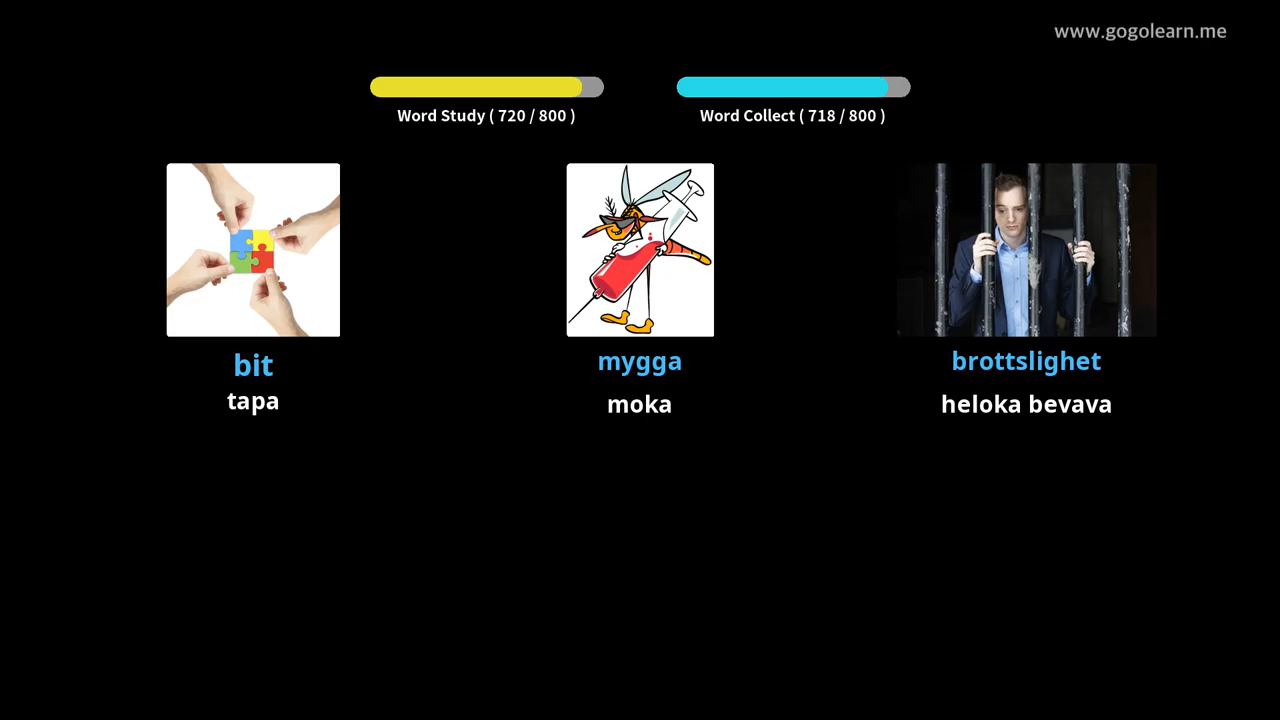 www.gogolearn.me
Word Study ( 720 / 800 )
Word Collect ( 718 / 800 )
bit
mygga
brottslighet
tapa
moka
heloka bevava